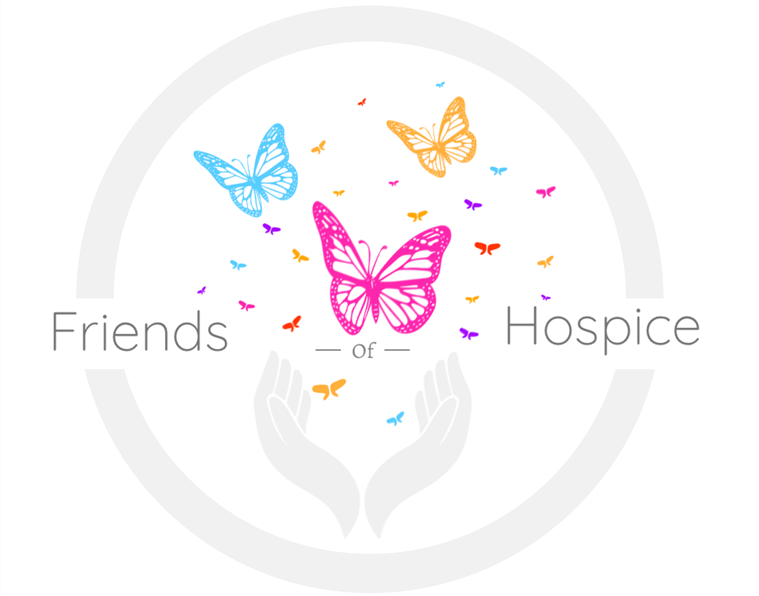 Friends
— of —
Hospice